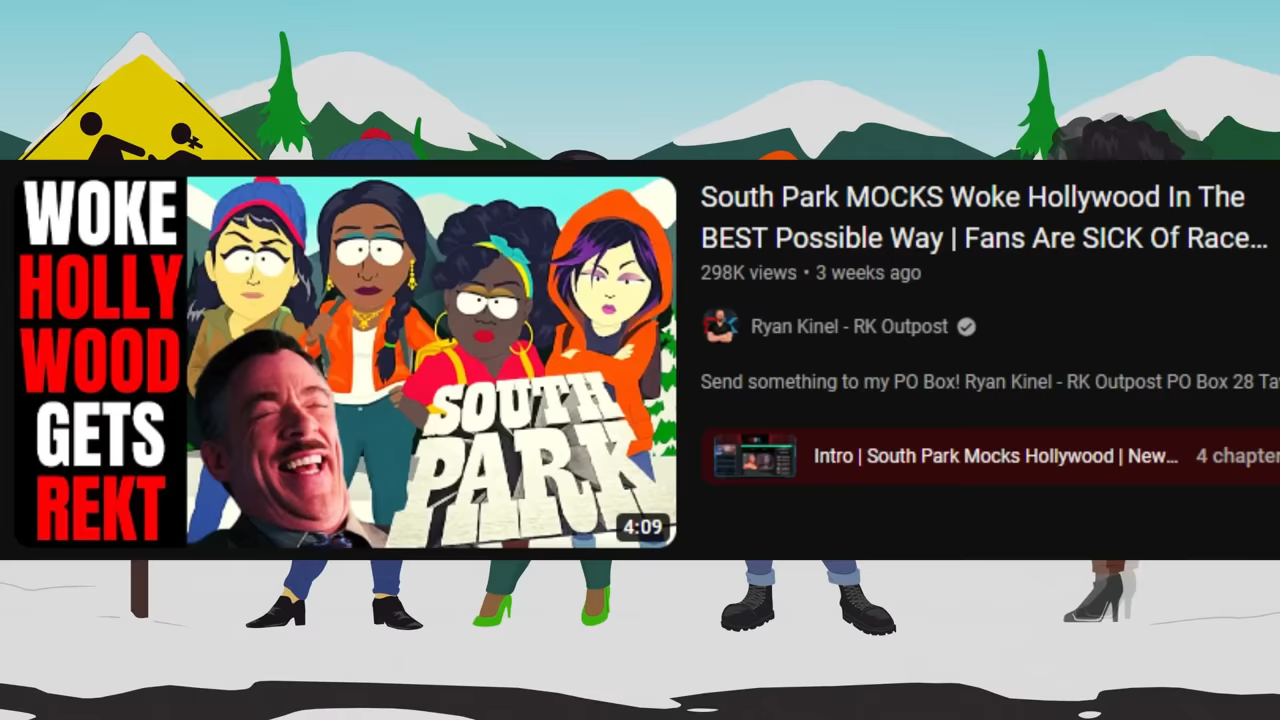 WOKE
HOLLY
WOOD
GETS
REKT
SOUTH
PARK
4:09
South Park MOCKS Woke Hollywood In The
BEST Possible Way | Fans Are SICK Of Race...
298K views • 3 weeks ago
Ryan Kinel - RK Outpost
Send something to my PO Box! Ryan Kinel - RK Outpost PO Box 28 Ta
Intro | South Park Mocks Hollywood | New... 4 chapter